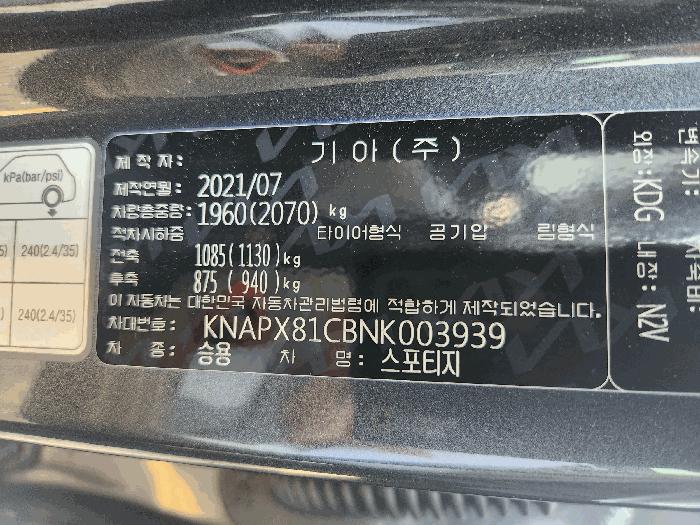 kPa(bar/psi)
240(2.4/35)
240(2.4/35)
제 작 자: 기 아 ( 주 )
제작연월: 2021/07
차량총중량: 1960(2070) kg
적차시하중 타이어형식 공기압 림형식
전축 1085(1130)kg
후축 875( 940)kg
이 자동차는 대한민국 자동차관리법령에 적합하게 제작되었습니다.
차대번호: KNAPX81CBNK003939
차 종: 승용 차 명: 스포티지
변속기:
외장:KDG 내장: N2V